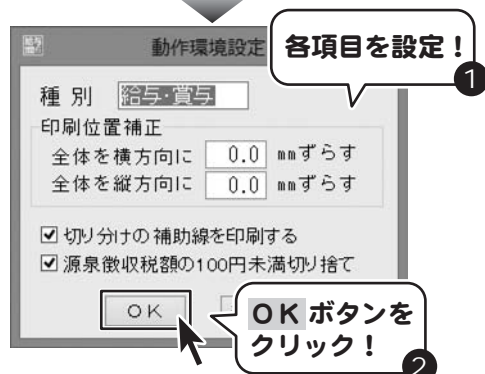 動作環境設定
各項目を設定！
1
種 別 給与・賞与
印刷位置補正
全体を横方向に 0.0 mmずらす
全体を縦方向に 0.0 mmずらす
切り分けの補助線を印刷する
源泉徴収税額の100円未満切り捨て
OK
OK ボタンを
クリック！
2